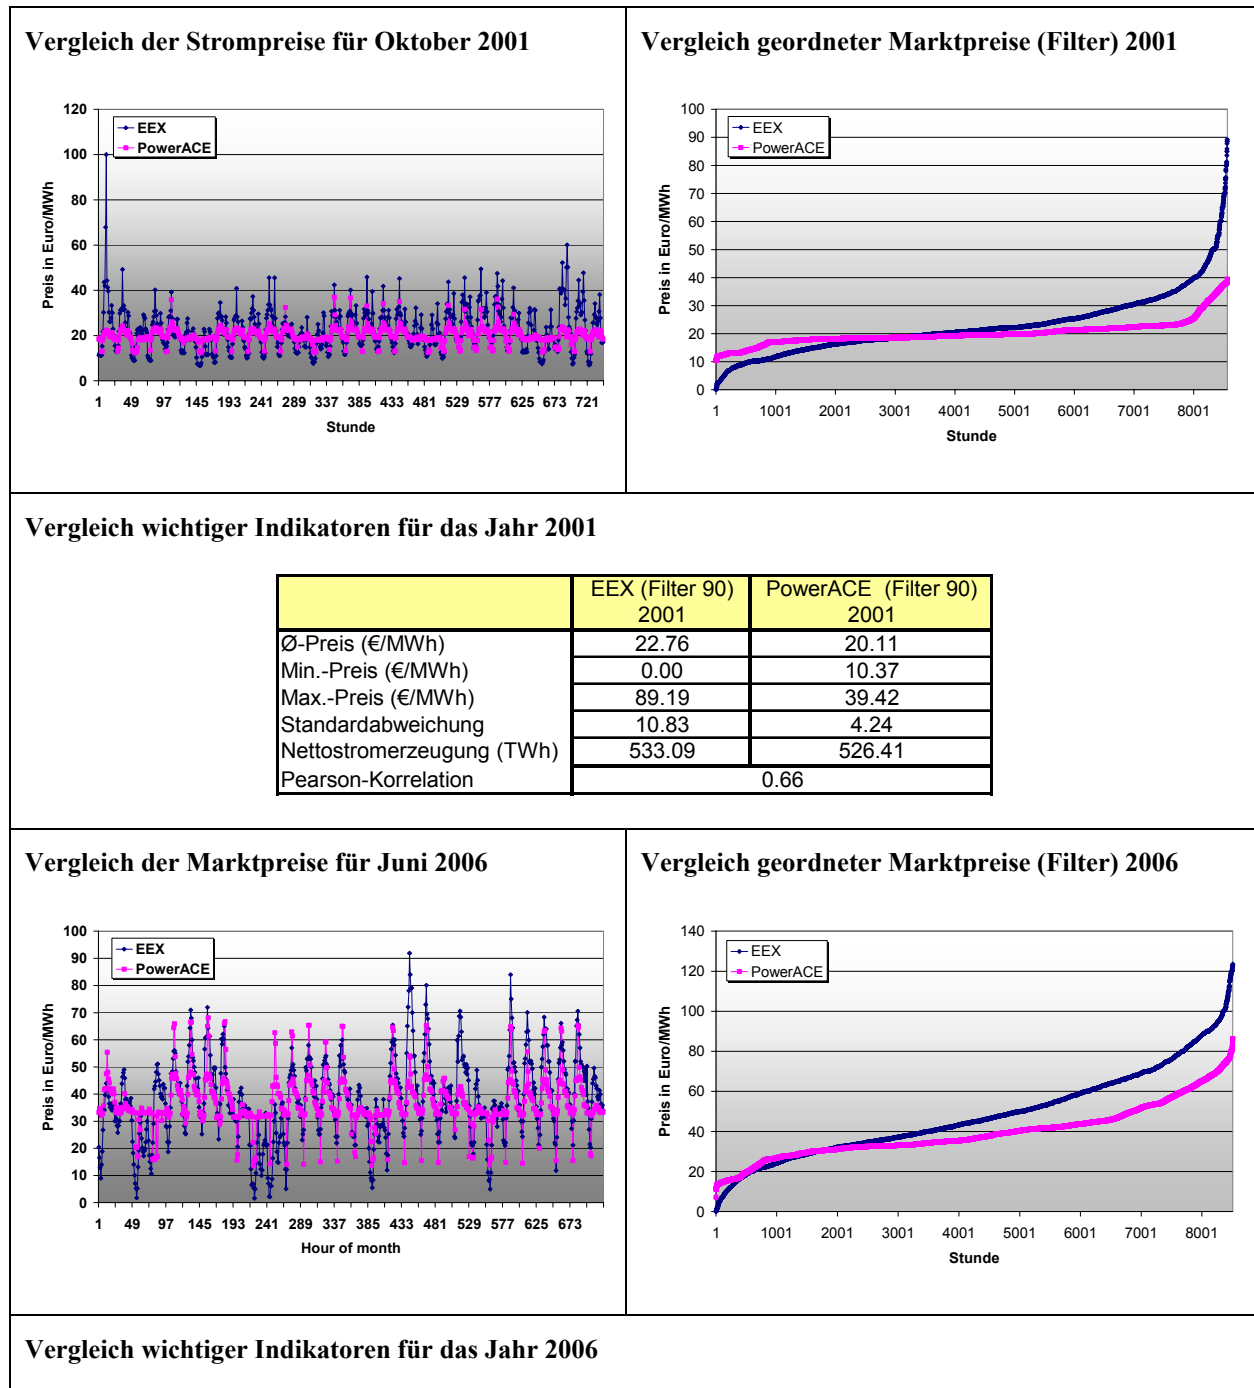 Vergleich der Strompreise für Oktober 2001
120
100
80
60
40
20
0
Preis in Euro/MWh
EEX
PowerACE
1 49 97 145 193 241 289 337 385 433 481 529 577 625 673 721
Stunde
Vergleich geordneter Marktpreise (Filter) 2001
100
90
80
70
60
50
40
30
20
10
0
Preis in Euro/MWh
EEX
PowerACE
1 1001 2001 3001 4001 5001 6001 7001 8001
Stunde
Vergleich wichtiger Indikatoren für das Jahr 2001
EEX (Filter 90) 2001 PowerACE (Filter 90) 2001
Ø-Preis (€/MWh) 22.76 20.11
Min.-Preis (€/MWh) 0.00 10.37
Max.-Preis (€/MWh) 89.19 39.42
Standardabweichung 10.83 4.24
Nettostromerzeugung (TWh) 533.09 526.41
Pearson-Korrelation 0.66
Vergleich der Marktpreise für Juni 2006
100
90
80
70
60
50
40
30
20
10
0
Preis in Euro/MWh
EEX
PowerACE
1 49 97 145 193 241 289 337 385 433 481 529 577 625 673
Hour of month
Vergleich geordneter Marktpreise (Filter) 2006
140
120
100
80
60
40
20
0
Preis in Euro/MWh
EEX
PowerACE
1 1001 2001 3001 4001 5001 6001 7001 8001
Stunde
Vergleich wichtiger Indikatoren für das Jahr 2006